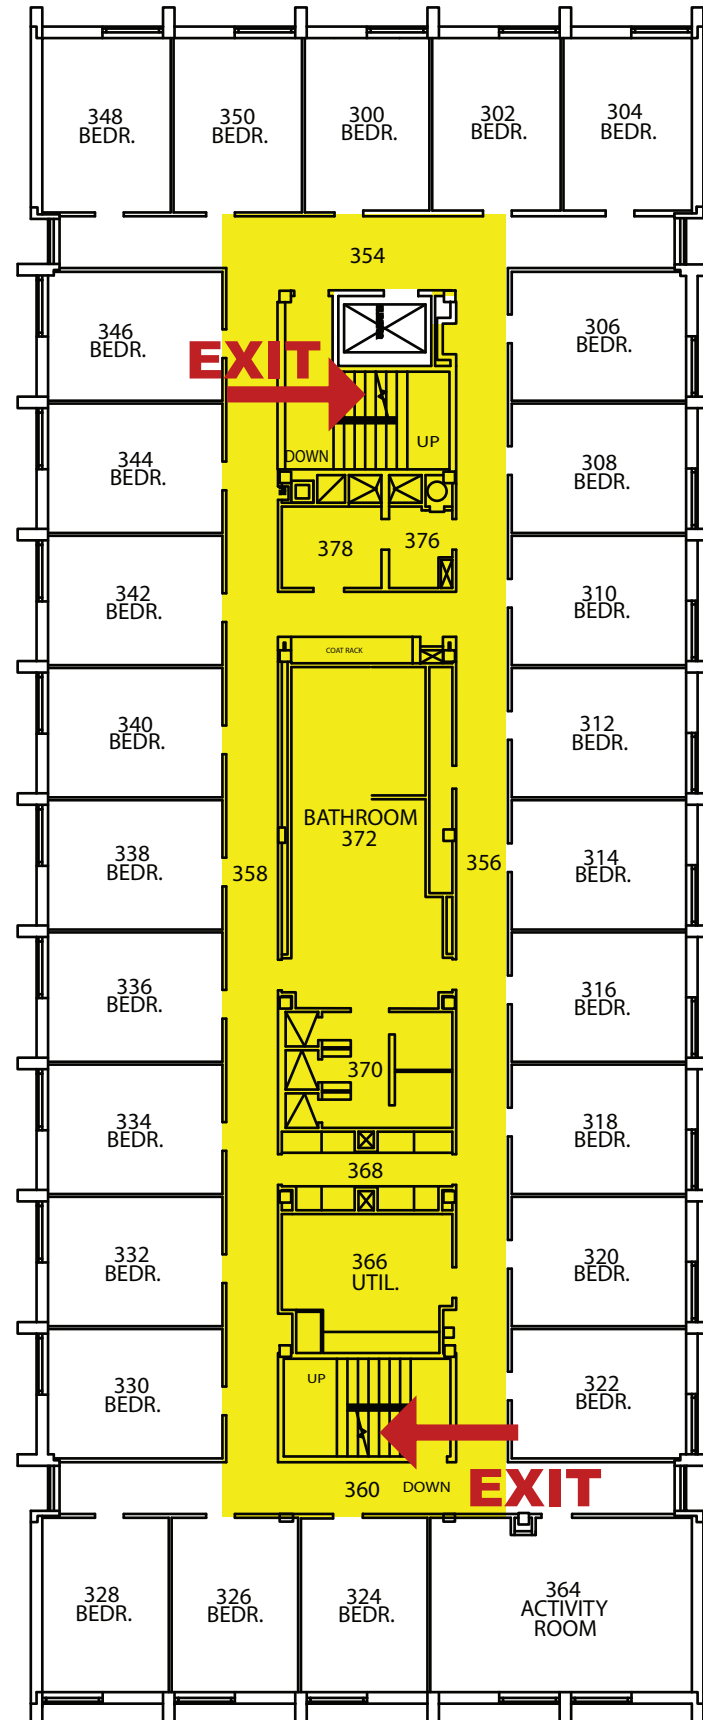 348
BEDR.
350
BEDR.
300
BEDR.
302
BEDR.
304
BEDR.
354
346
BEDR.
306
BEDR.
EXIT
344
BEDR.
DOWN
UP
308
BEDR.
378
376
342
BEDR.
310
BEDR.
COAT RACK
340
BEDR.
312
BEDR.
BATHROOM
372
338
BEDR.
358
356
314
BEDR.
336
BEDR.
316
BEDR.
370
334
BEDR.
318
BEDR.
368
332
BEDR.
366
UTIL.
320
BEDR.
330
BEDR.
UP
322
BEDR.
360
DOWN
EXIT
328
BEDR.
326
BEDR.
324
BEDR.
364
ACTIVITY
ROOM